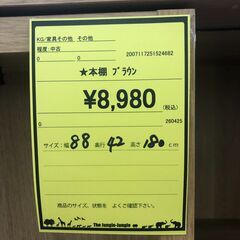 KG/家具その他 その他
程度:中古 2007117251524682
0 0 0
★本棚 ブラウン
¥8,980
(税込)
0 260425
サイズ:幅 88 奥行 42 高さ 180 cm
商品のサイズ、状態を よくご確認下さい。
The Jungle-Jungle